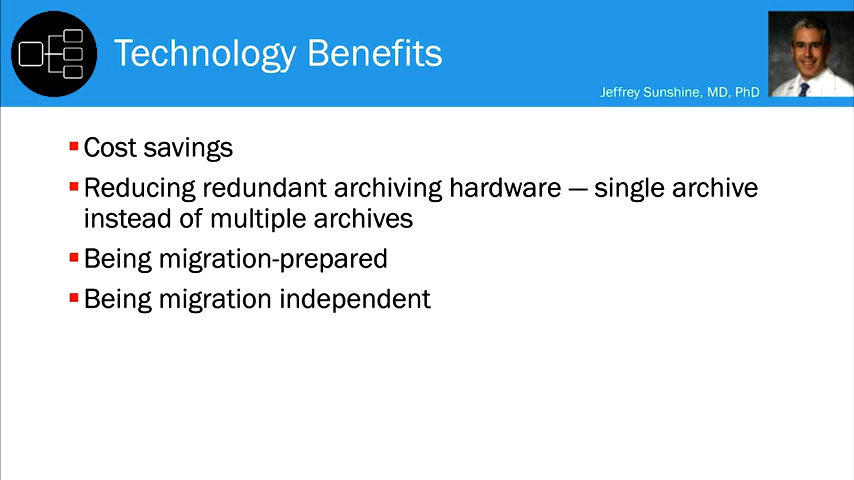 Technology Benefits
Jeffrey Sunshine, MD, PhD
Cost savings
Reducing redundant archiving hardware — single archive
instead of multiple archives
Being migration-prepared
Being migration independent